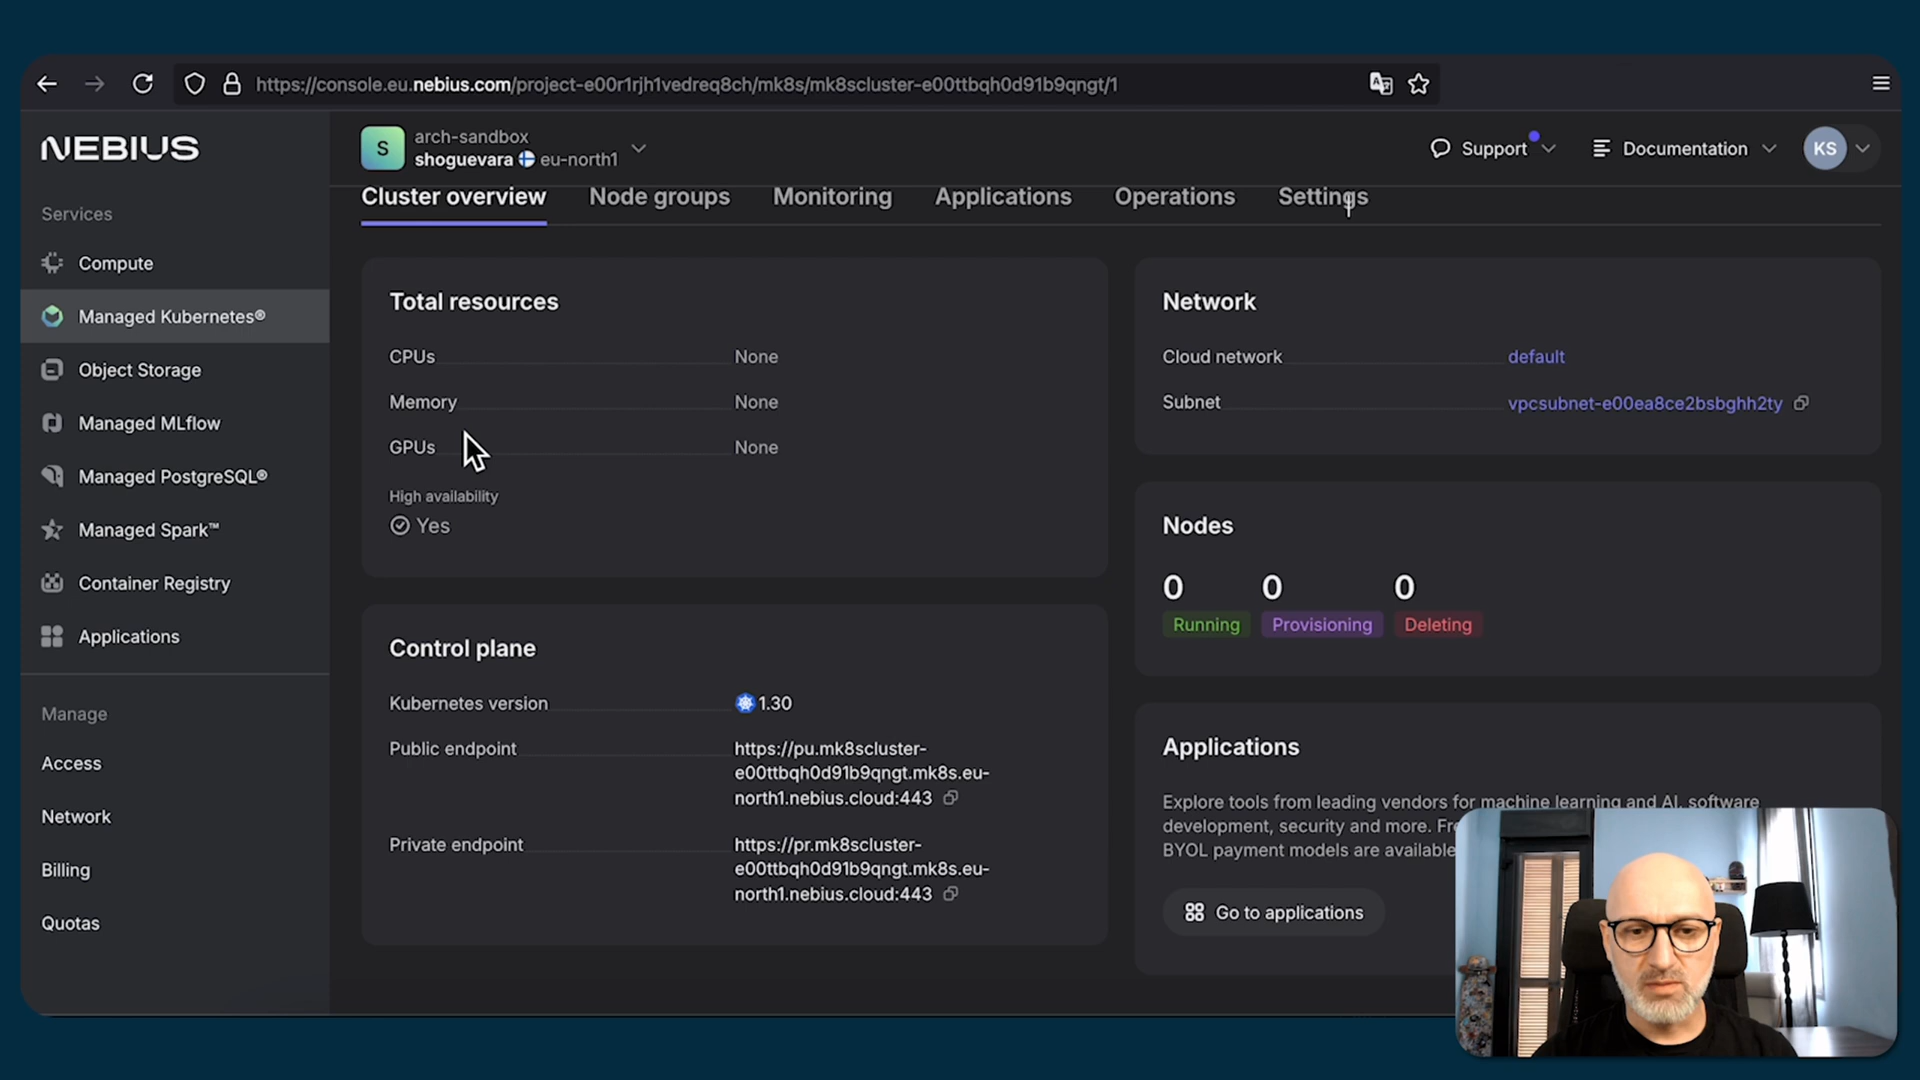 https://console.eu.nebius.com/project-e00r1rjh1vedreq8ch/mk8s/mk8scluster-e00ttbqh0d91b9qngt/1
NEBIUS
S
arch-sandbox
shoguevara eu-north1
Support
Documentation
KS
Services
Compute
Managed Kubernetes®
Object Storage
Managed MLflow
Managed PostgreSQL®
Managed Spark™
Container Registry
Applications
Manage
Access
Network
Billing
Quotas
Cluster overview
Node groups
Monitoring
Applications
Operations
Settings
Total resources
CPUs None
Memory None
GPUs None
High availability
Yes
Control plane
Kubernetes version 1.30
Public endpoint https://pu.mk8scluster-
e00ttbqh0d91b9qngt.mk8s.eu-
north1.nebius.cloud:443
Private endpoint https://pr.mk8scluster-
e00ttbqh0d91b9qngt.mk8s.eu-
north1.nebius.cloud:443
Network
Cloud network default
Subnet vpcsubnet-e00ea8ce2bsbghh2ty
Nodes
0 0 0
Running Provisioning Deleting
Applications
Explore tools from leading vendors for machine learning and AI, software
development, security and more.
BYOL payment models are available
Go to applications